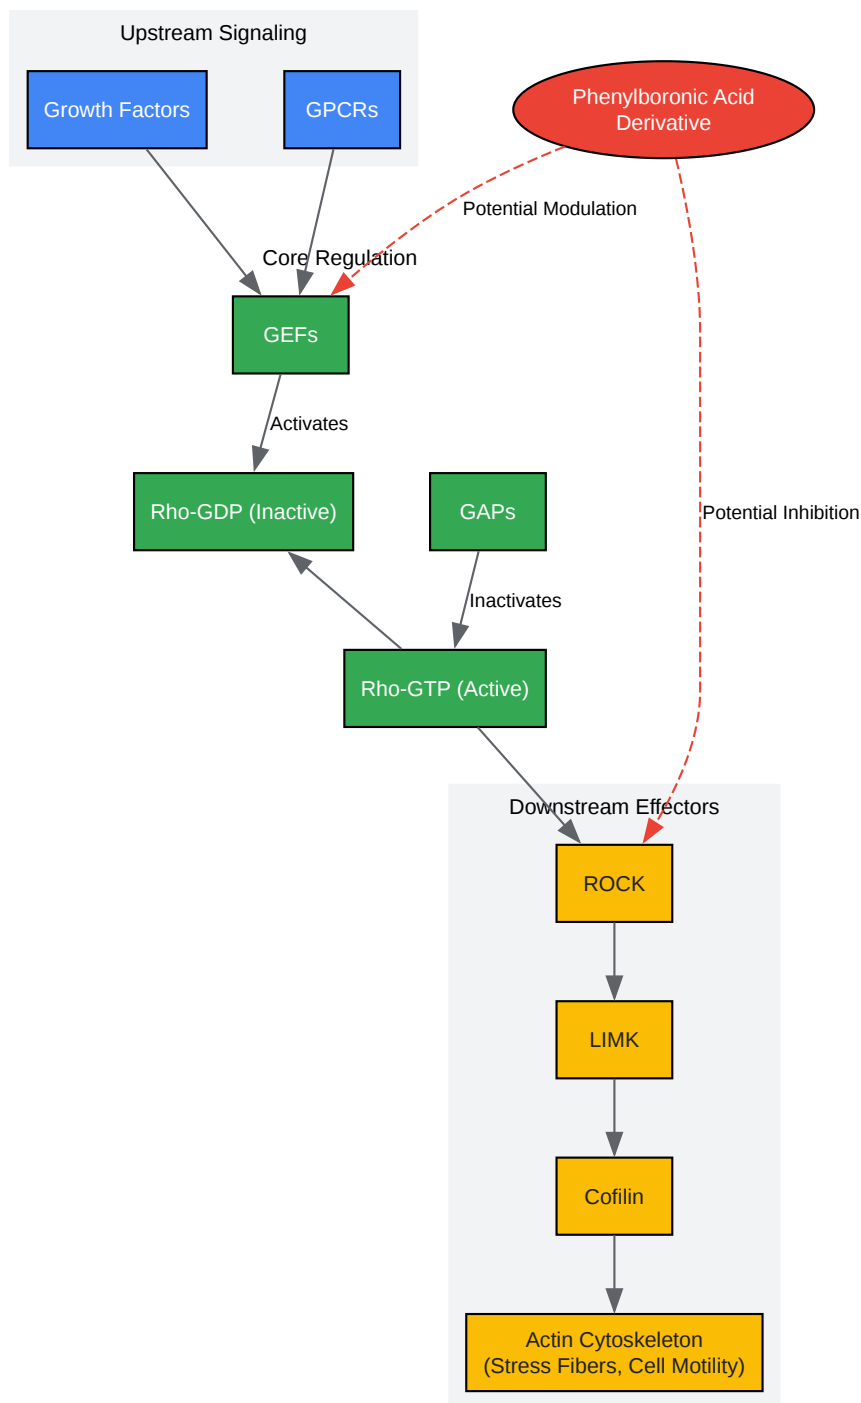 Upstream Signaling
Growth Factors
GPCRs
Phenylboronic Acid
Derivative
Potential Modulation
Core Regulation
GEFs
Activates
Rho-GDP (Inactive)
GAPs
Potential Inhibition
Inactivates
Rho-GTP (Active)
Downstream Effectors
ROCK
LIMK
Cofilin
Actin Cytoskeleton
(Stress Fibers, Cell Motility)